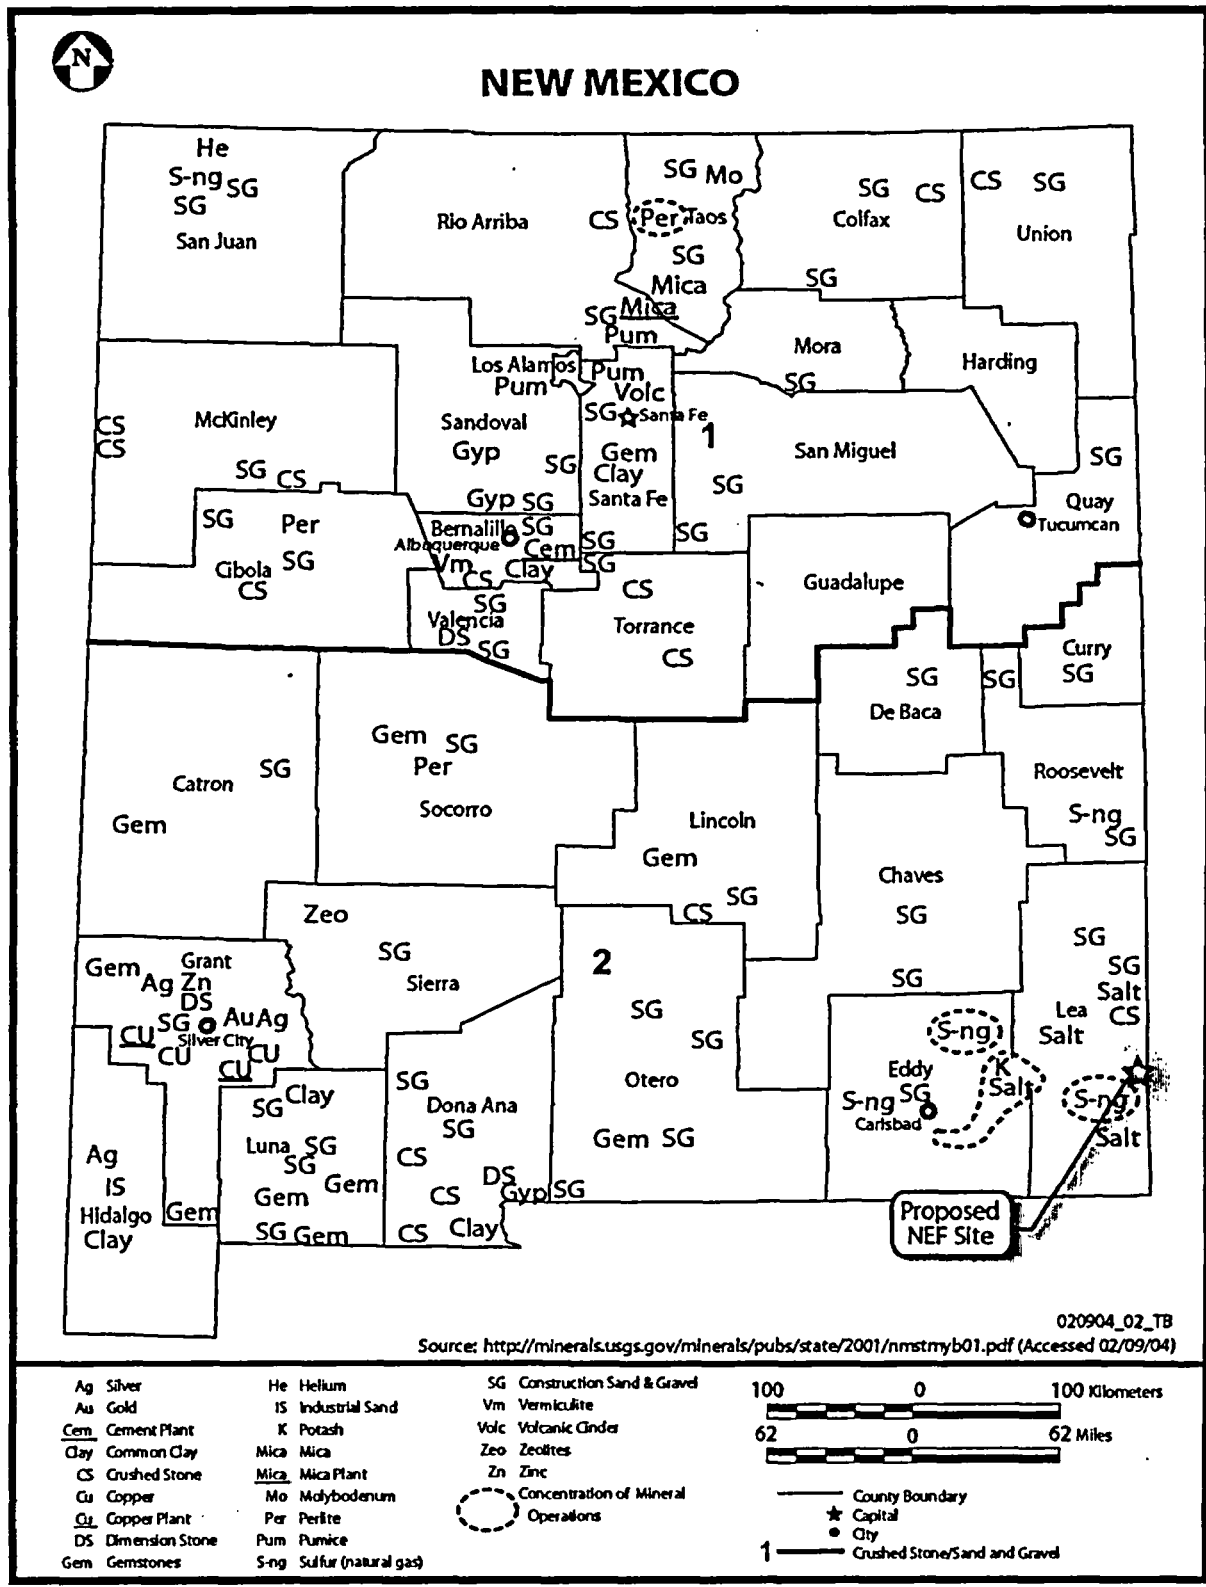 N
NEW MEXICO
He
S-ng SG
SG
San Juan
Rio Arriba
CS
SG Mo
Per Taos
SG
Mica
SG Mica
Pum
SG CS
Colfax
SG
CS SG
Union
Mora
SG
Harding
Los Alamos
Pum
Pum
Volc
SG Santa Fe
Gem
Clay
Santa Fe
1
San Miguel
SG
SG
McKinley
CS
CS
SG CS
Sandoval
Gyp
SG
Gyp SG
SG
Quay
Tucumcari
SG
Per
SG
Cibola
CS
Bernalillo SG
Albuquerque
Cem
Vm
CS Clay
SG
SG
SG
Valencia
DS SG
CS
Torrance
CS
Guadalupe
Curry
SG
SG
SG
De Baca
Catron
SG
Gem
Gem SG
Per
Socorro
Lincoln
Gem
SG
CS
Roosevelt
S-ng
SG
Chaves
SG
SG
Zeo
SG
Sierra
2
SG
SG
Otero
Gem SG
Gem
Grant
Ag Zn
DS
SG
Au Ag
Silver City
CU
CU
CU
CU
SG
SG
Salt
Lea
CS
Salt
S-ng
K
Salt
Eddy
S-ng SG
Carlsbad
S-ng
Salt
SG
Clay
Luna SG
SG
Gem
Gem
SG Gem
SG
Dona Ana
SG
CS
CS
DS
Gyp SG
CS
Clay
Ag
IS
Hidalgo
Clay
Gem
Proposed
NEF Site
020904_02_TB
Source: http://minerals.usgs.gov/minerals/pubs/state/2001/nmstmyb01.pdf (Accessed 02/09/04)
Ag Silver
Au Gold
Cem Cement Plant
Clay Common Clay
CS Crushed Stone
Cu Copper
Cu Copper Plant
DS Dimension Stone
Gem Gemstones
He Helium
IS Industrial Sand
K Potash
Mica Mica
Mica Mica Plant
Mo Molybodenum
Per Perlite
Pum Pumice
S-ng Sulfur (natural gas)
SG Construction Sand & Gravel
Vm Vermiculite
Volc Volcanic Cinder
Zeo Zeolites
Zn Zinc
Concentration of Mineral
Operations
100 0 100 Kilometers
62 0 62 Miles
County Boundary
Capital
City
1 Crushed Stone/Sand and Gravel